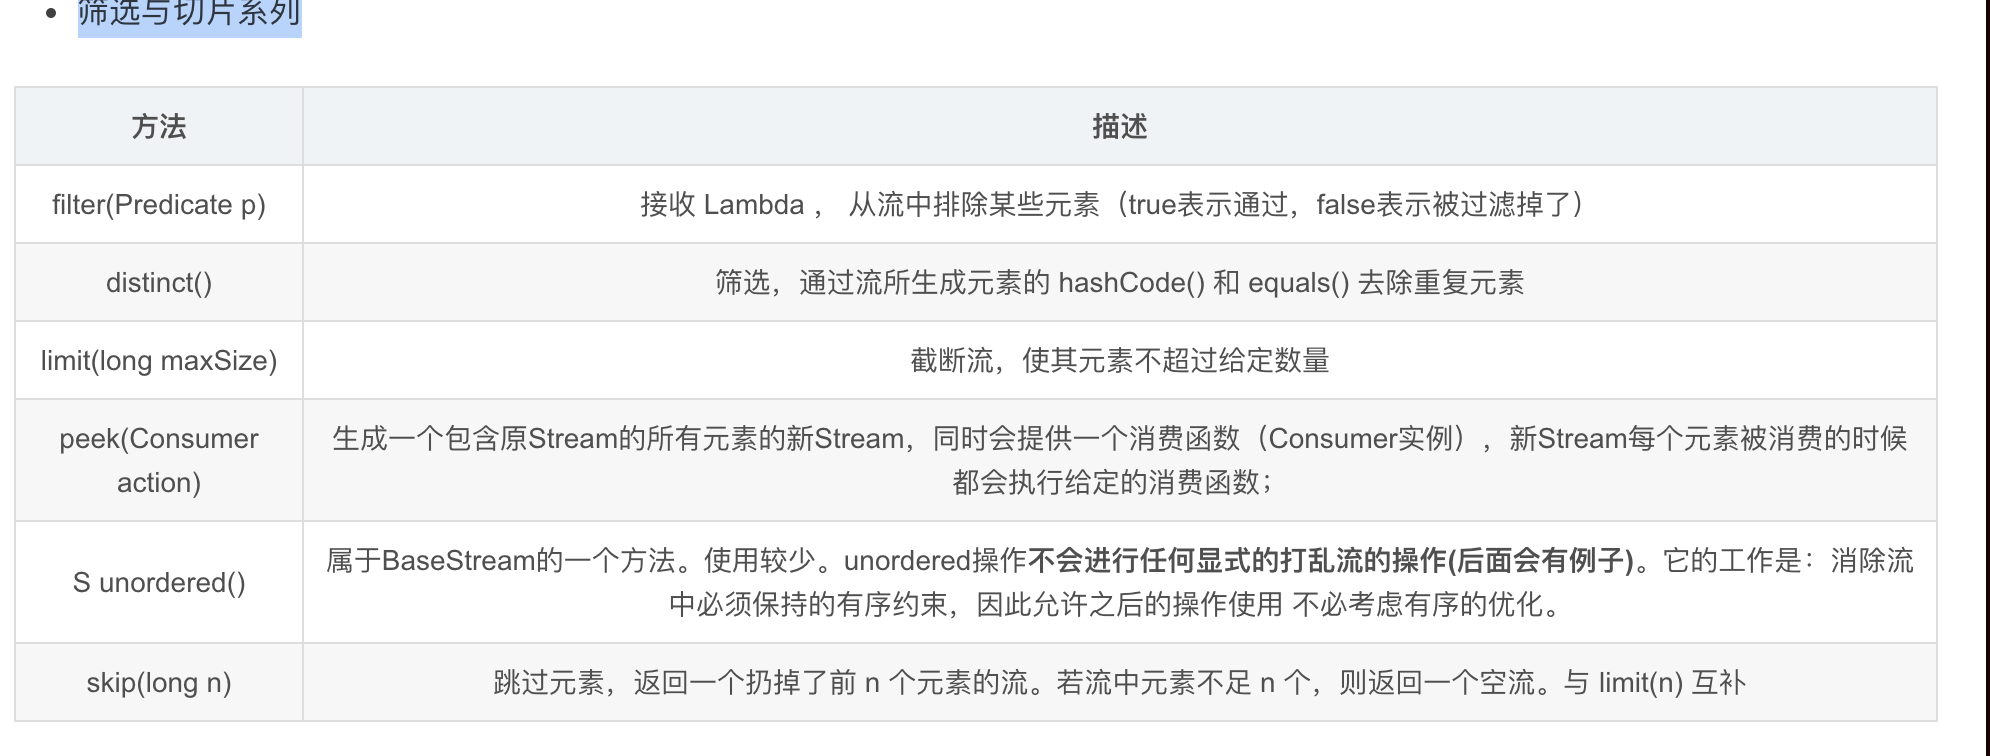 筛选与切片系列
方法
描述
filter(Predicate p)
接收 Lambda ， 从流中排除某些元素（true表示通过，false表示被过滤掉了）
distinct()
筛选，通过流所生成元素的 hashCode() 和 equals() 去除重复元素
limit(long maxSize)
截断流，使其元素不超过给定数量
peek(Consumer
action)
生成一个包含原Stream的所有元素的新Stream，同时会提供一个消费函数（Consumer实例），新Stream每个元素被消费的时候
都会执行给定的消费函数；
S unordered()
属于BaseStream的一个方法。使用较少。unordered操作不会进行任何显式的打乱流的操作(后面会有例子)。它的工作是：消除流
中必须保持的有序约束，因此允许之后的操作使用 不必考虑有序的优化。
skip(long n)
跳过元素，返回一个扔掉了前 n 个元素的流。若流中元素不足 n 个，则返回一个空流。与 limit(n) 互补